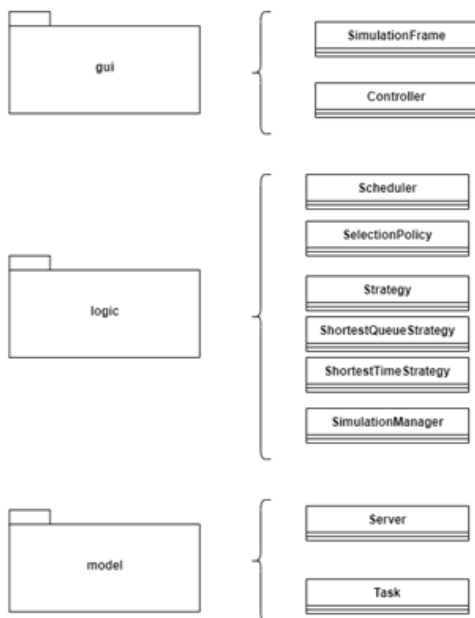 gui
SimulationFrame
Controller
logic
Scheduler
SelectionPolicy
Strategy
ShortestQueueStrategy
ShortestTimeStrategy
SimulationManager
model
Server
Task